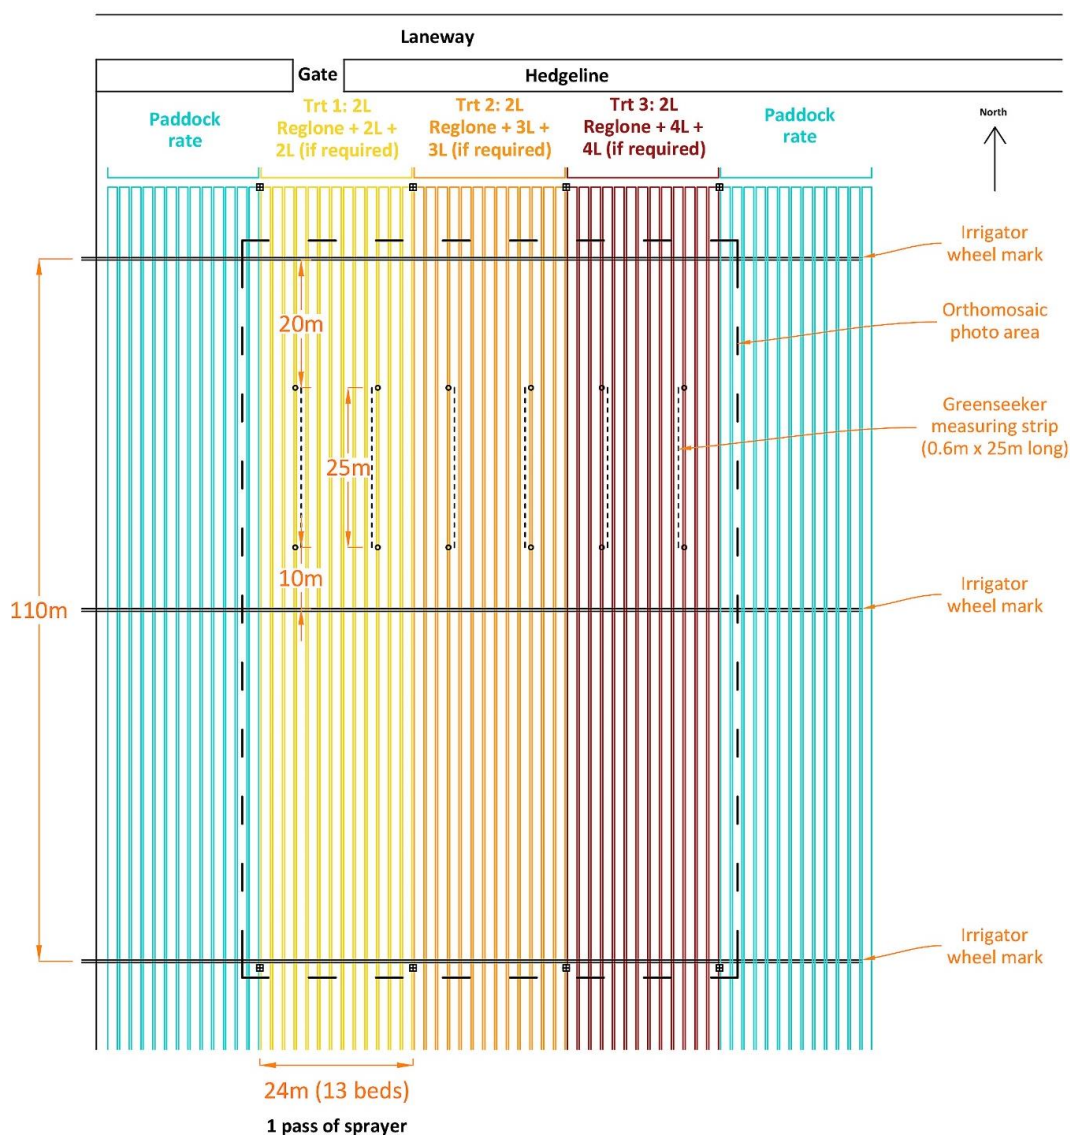 Laneway
Gate
Hedgeline
Paddock
rate
Trt 1: 2L
Reglone + 2L +
2L (if required)
Trt 2: 2L
Reglone + 3L +
3L (if required)
Trt 3: 2L
Reglone + 4L +
4L (if required)
Paddock
rate
North
Irrigator
wheel mark
20m
Orthomosaic
photo area
Greenseeker
measuring strip
(0.6m x 25m long)
25m
10m
110m
Irrigator
wheel mark
Irrigator
wheel mark
24m (13 beds)
1 pass of sprayer